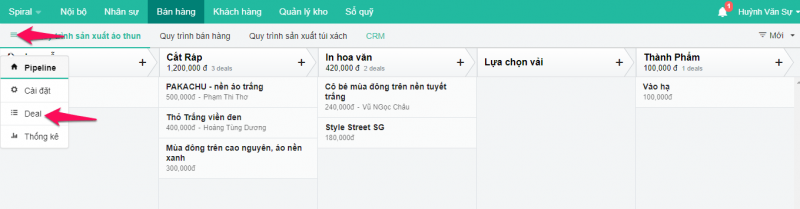 Spiral Nội bộ Nhân sự Bán hàng Khách hàng Quản lý kho Sổ quỹ 1 Huỳnh Văn Sự
trình sản xuất áo thun Quy trình bán hàng Quy trình sản xuất túi xách CRM Mới
Cắt Ráp + In hoa văn + Lựa chọn vải + Thành Phẩm +
1,200,000 đ 3 deals 420,000 đ 2 deals 100,000 đ 1 deals
Pipeline
Cài đặt
Deal
Thống kê
PAKACHU - nền áo trắng
500,000đ - Phạm Thi Thơ
Thỏ Trắng viền đen
400,000đ - Hoàng Tùng Dương
Mùa đông trên cao nguyên, áo nền
xanh
300,000đ
Cô bé mùa đông trên nền tuyết
trắng
240,000đ - Vũ NGọc Châu
Style Street SG
180,000đ
Vào hạ
100,000đ